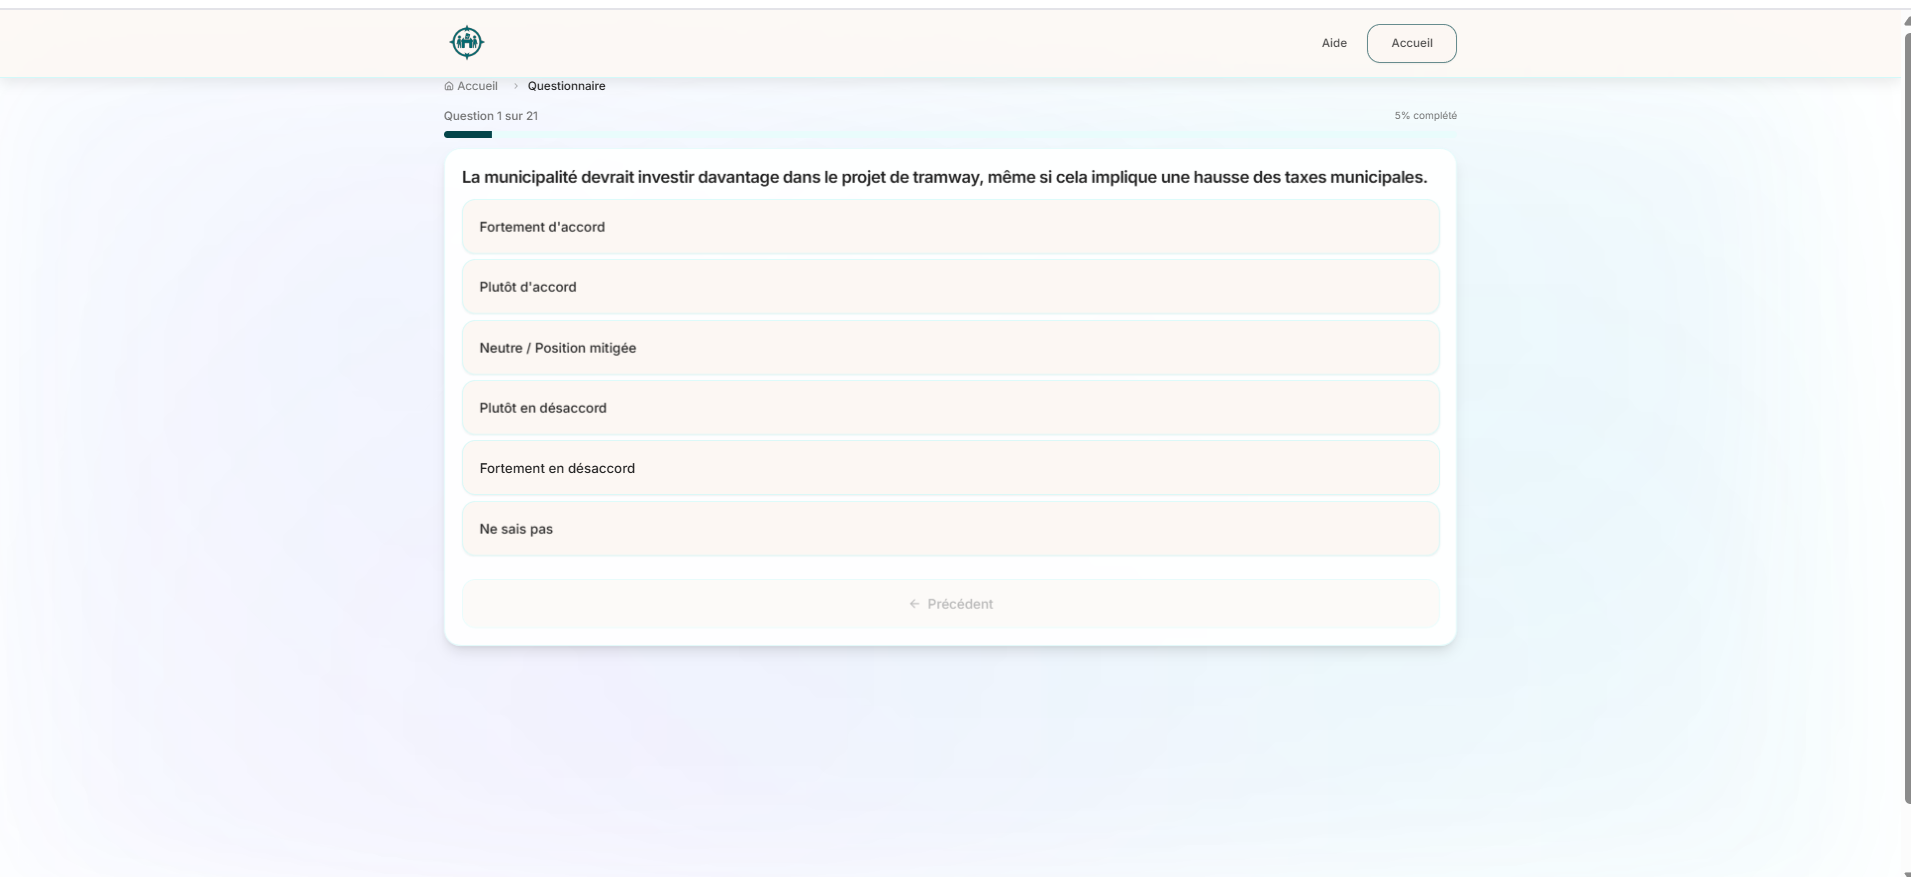 Aide
Accueil
Accueil > Questionnaire
Question 1 sur 21
5% complété
La municipalité devrait investir davantage dans le projet de tramway, même si cela implique une hausse des taxes municipales.
Fortement d'accord
Plutôt d'accord
Neutre / Position mitigée
Plutôt en désaccord
Fortement en désaccord
Ne sais pas
← Précédent